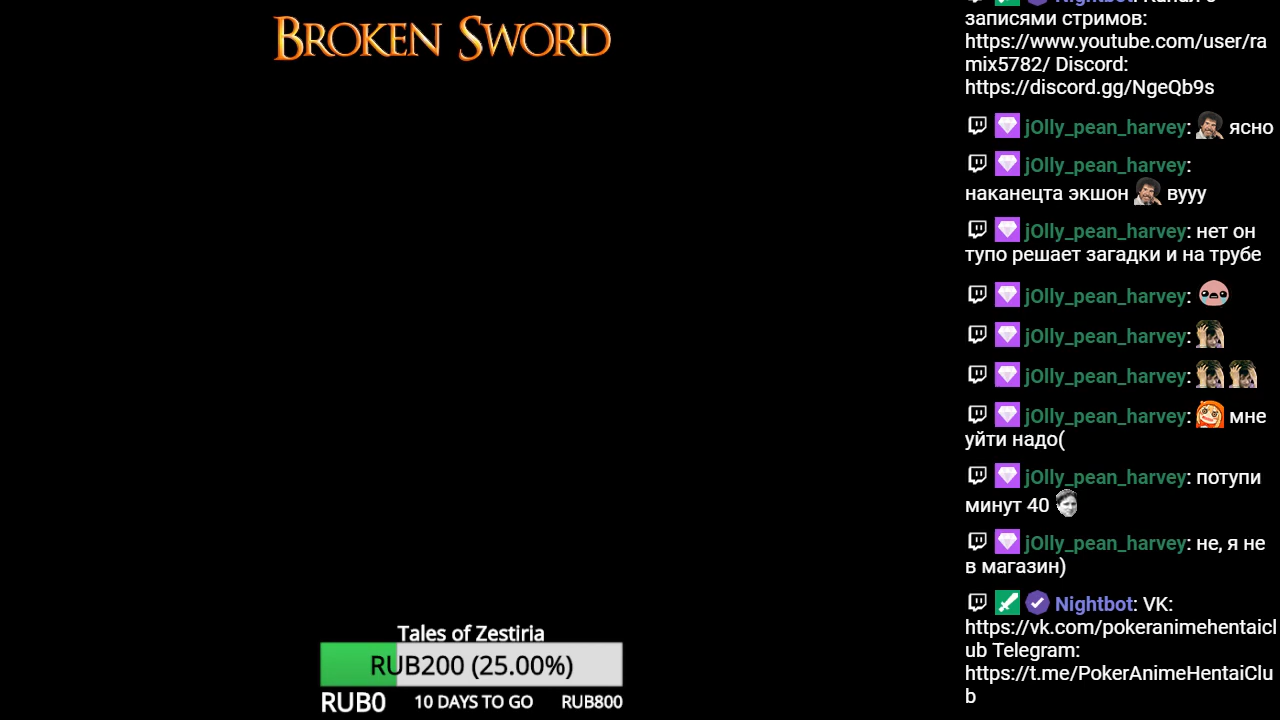 BROKEN SWORD
Nightbot: Канал с
записями стримов:
https://www.youtube.com/user/ra
mix5782/ Discord:
https://discord.gg/NgeQb9s
jOlly_pean_harvey: ясно
jOlly_pean_harvey:
наканецта экшон вууу
jOlly_pean_harvey: нет он
тупо решает загадки и на трубе
jOlly_pean_harvey:
jOlly_pean_harvey:
jOlly_pean_harvey:
jOlly_pean_harvey: мне
уйти надо(
jOlly_pean_harvey: потупи
минут 40
jOlly_pean_harvey: не, я не
в магазин)
Nightbot: VK:
https://vk.com/pokeranimehentaicl
ub Telegram:
https://t.me/PokerAnimeHentaiClu
b
Tales of Zestiria
RUB200 (25.00%)
RUB0 10 DAYS TO GO RUB800